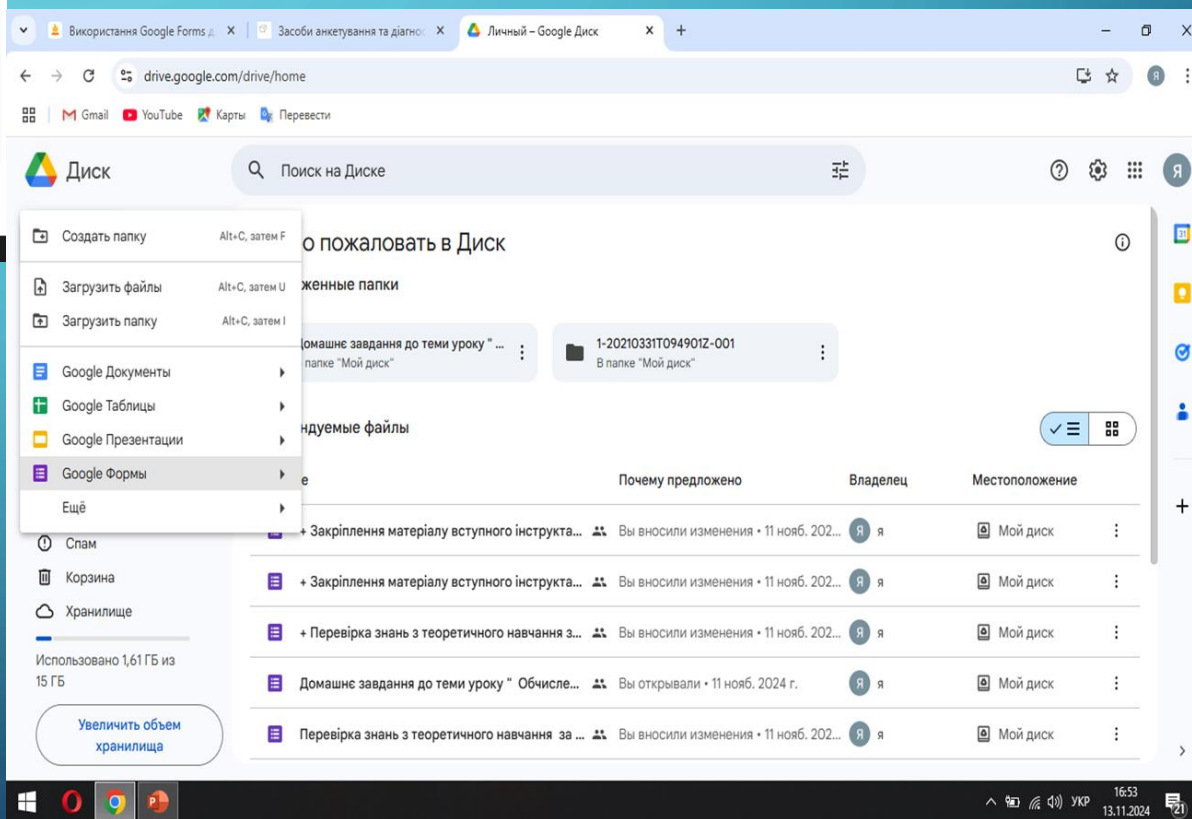 Використання Google Forms д
Засоби анкетування та діагнос
Личный – Google Диск
drive.google.com/drive/home
Я
Gmail
YouTube
Карты
Перевести
Диск
Поиск на Диске
Я
Создать папку Alt+C, затем F
Загрузить файлы Alt+C, затем U
Загрузить папку Alt+C, затем I
Google Документы
Google Таблицы
Google Презентации
Google Формы
Ещё
Спам
Корзина
Хранилище
Использовано 1,61 ГБ из
15 ГБ
Увеличить объем
хранилища
о пожаловать в Диск
женные папки
омашнє завдання до теми уроку " ...
папке "Мой диск"
1-20210331T094901Z-001
В папке "Мой диск"
ндуемые файлы
е Почему предложено Владелец Местоположение
+ Закріплення матеріалу вступного інструкта... Вы вносили изменения • 11 нояб. 202... Я я Мой диск
+ Закріплення матеріалу вступного інструкта... Вы вносили изменения • 11 нояб. 202... Я я Мой диск
+ Перевірка знань з теоретичного навчання з... Вы вносили изменения • 11 нояб. 202... Я я Мой диск
Домашнє завдання до теми уроку " Обчисле... Вы открывали • 11 нояб. 2024 г. Я я Мой диск
Перевірка знань з теоретичного навчання за ... Вы вносили изменения • 11 нояб. 202... Я я Мой диск
31
УКР
16:53
13.11.2024
21